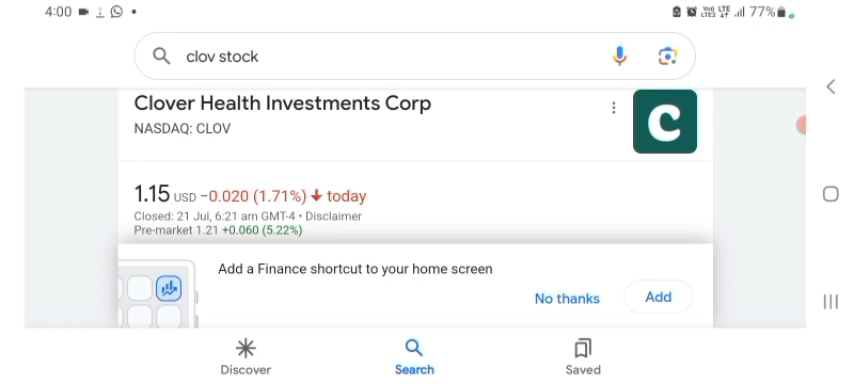 4:00
77%
clov stock
Clover Health Investments Corp
NASDAQ: CLOV
C
1.15 USD −0.020 (1.71%) ↓ today
Closed: 21 Jul, 6:21 am GMT-4 • Disclaimer
Pre-market 1.21 +0.060 (5.22%)
Add a Finance shortcut to your home screen
No thanks
Add
Discover
Search
Saved